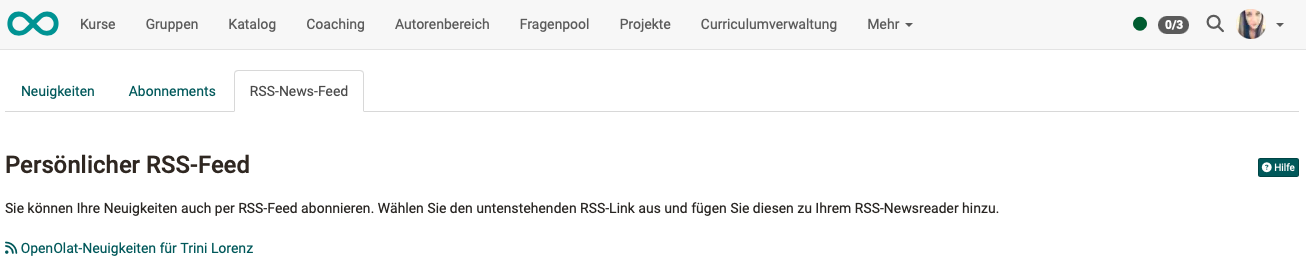 Kurse Gruppen Katalog Coaching Autorenbereich Fragenpool Projekte Curriculumverwaltung Mehr 0/3
Neuigkeiten Abonnements RSS-News-Feed
Persönlicher RSS-Feed Hilfe
Sie können Ihre Neuigkeiten auch per RSS-Feed abonnieren. Wählen Sie den untenstehenden RSS-Link aus und fügen Sie diesen zu Ihrem RSS-Newsreader hinzu.
OpenOlat-Neuigkeiten für Trini Lorenz